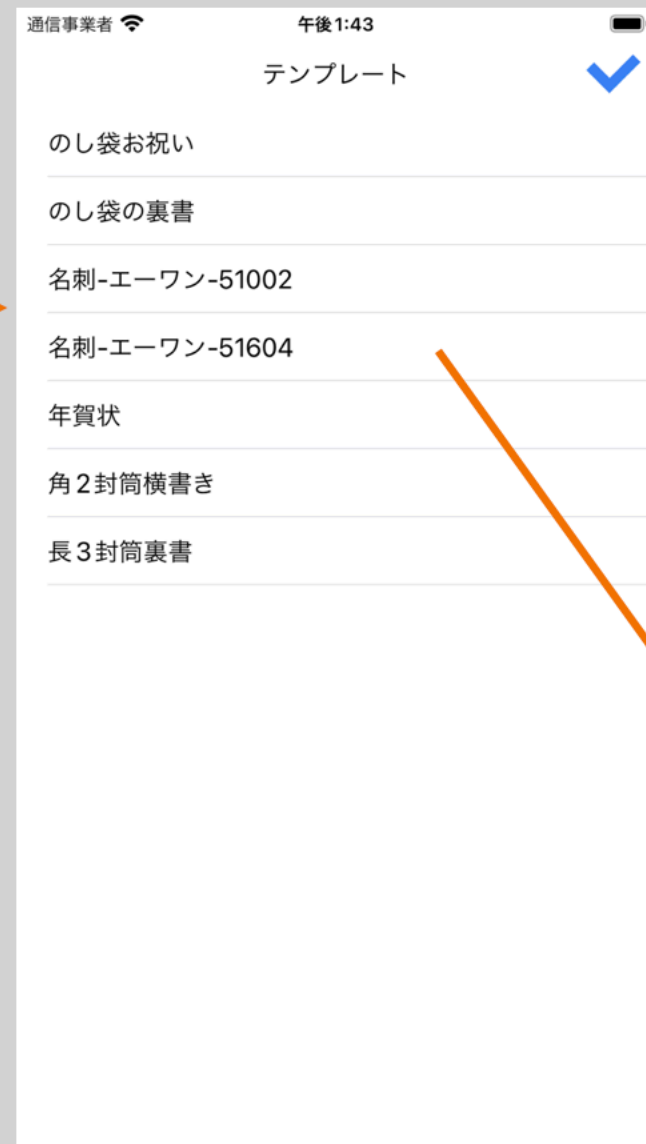 通信事業者 午後1:43
テンプレート
のし袋お祝い
のし袋の裏書
名刺-エーワン-51002
名刺-エーワン-51604
年賀状
角2封筒横書き
長3封筒裏書